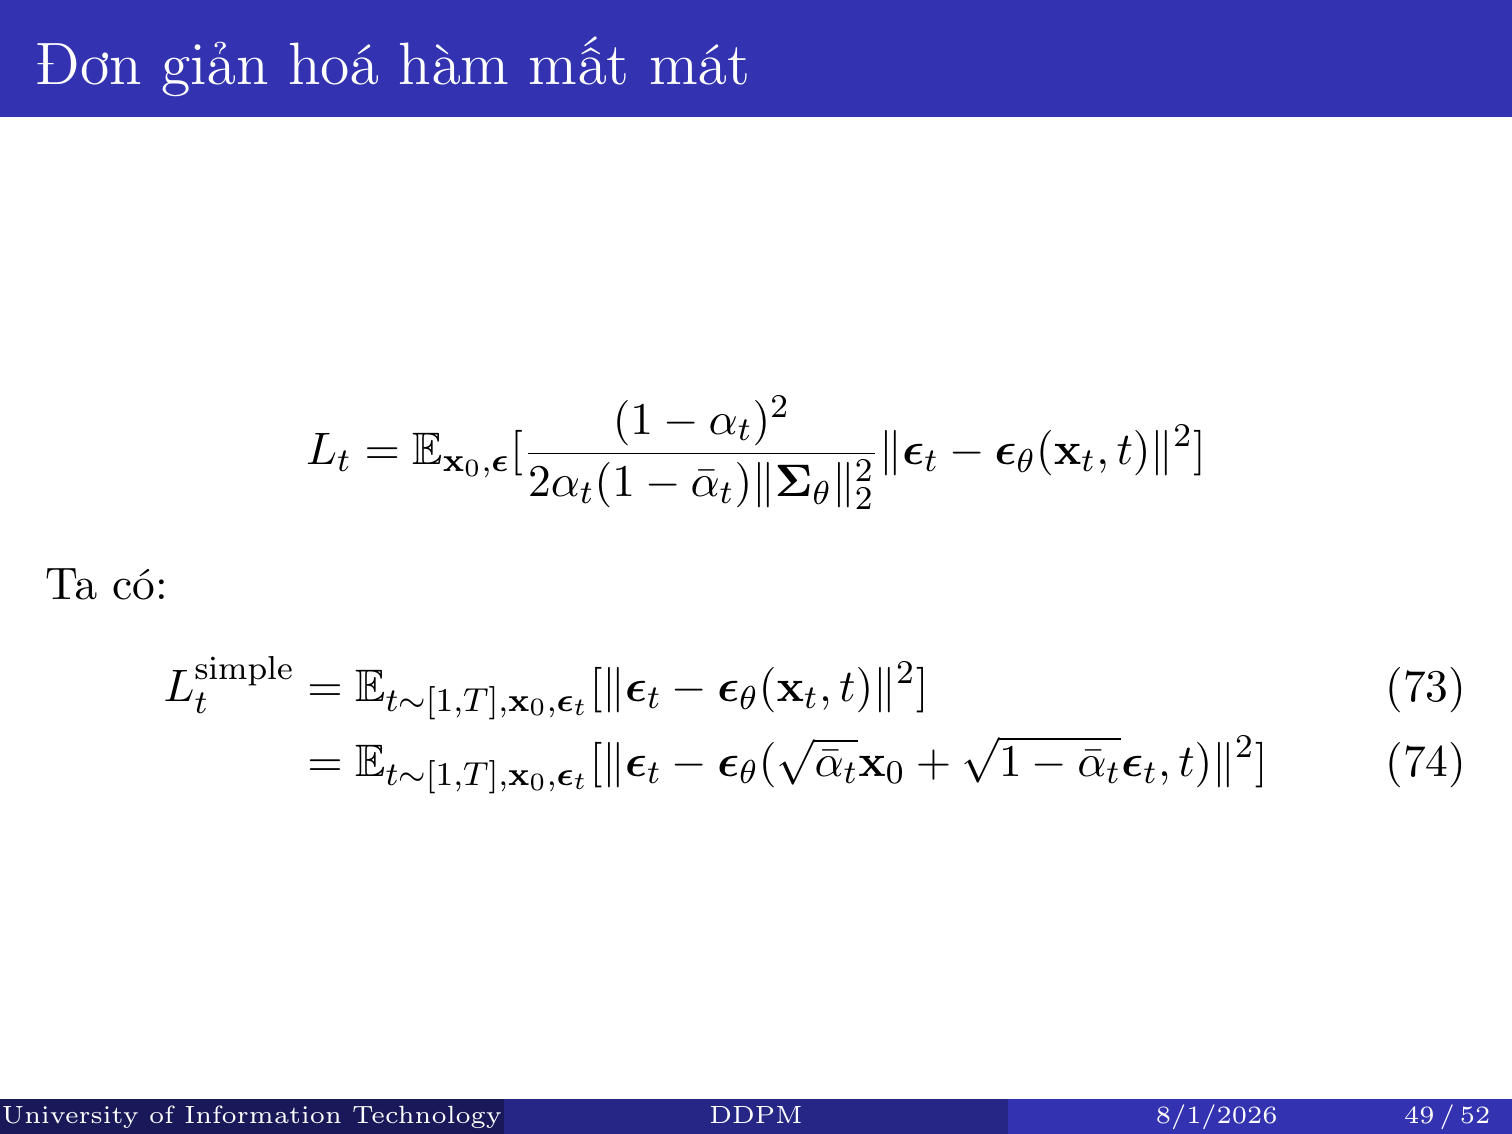 Đơn giản hoá hàm mất mát
L_t = 𝔼_{x_0,ϵ}[ \frac{(1 − α_t)^2}{2α_t(1 − ᾱ_t)‖Σ_θ‖_2^2} ‖ϵ_t − ϵ_θ(x_t, t)‖^2]
Ta có:
L_t^{simple} = 𝔼_{t∼[1,T],x_0,ϵ_t}[‖ϵ_t − ϵ_θ(x_t, t)‖^2] (73)
= 𝔼_{t∼[1,T],x_0,ϵ_t}[‖ϵ_t − ϵ_θ(√{ᾱ_t}x_0 + √{1 − ᾱ_t}ϵ_t, t)‖^2] (74)
University of Information Technology DDPM 8/1/2026 49 / 52